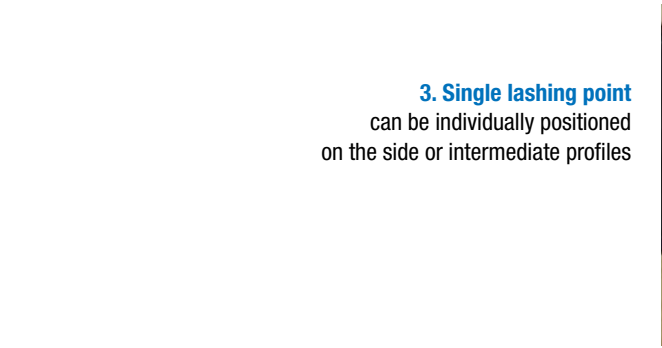 3. Single lashing point
can be individually positioned
on the side or intermediate profiles